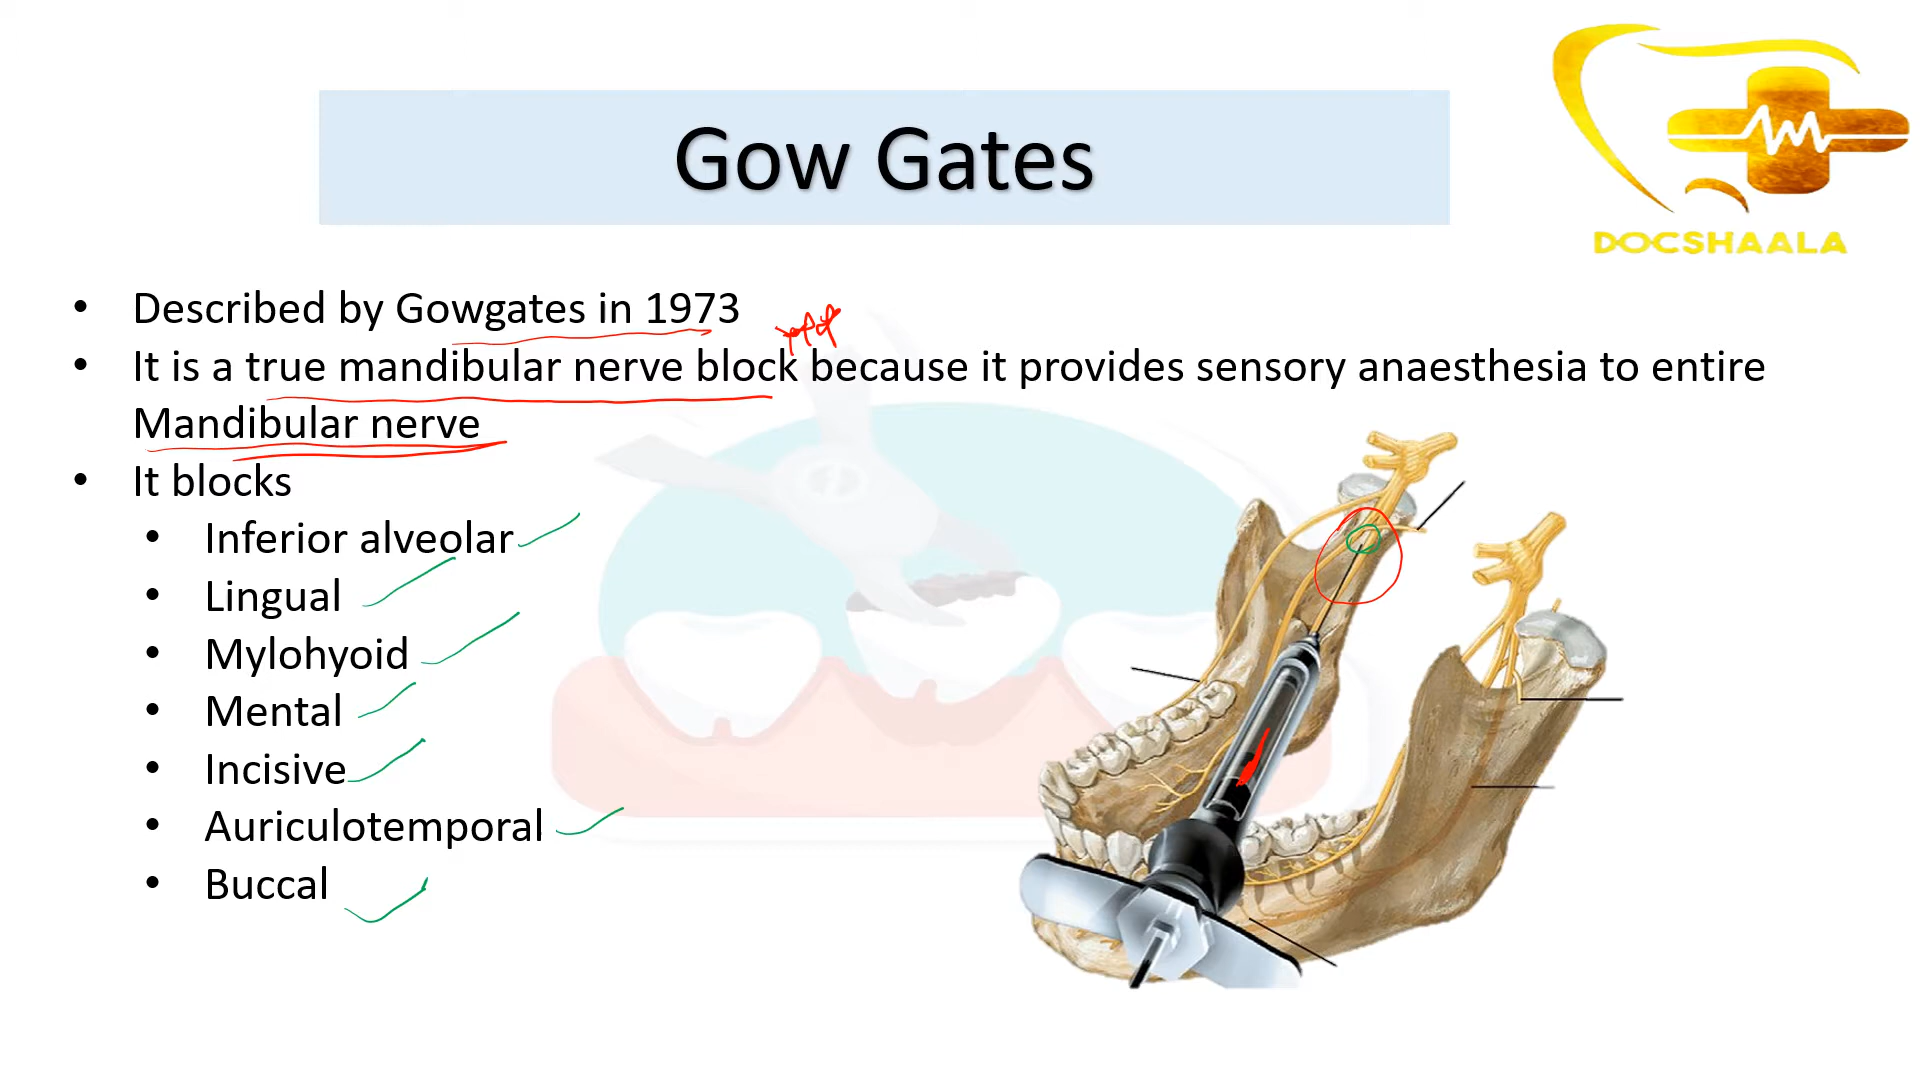 Gow Gates
DOCSHAALA
• Described by Gowgates in 1973
• It is a true mandibular nerve block because it provides sensory anaesthesia to entire
Mandibular nerve
• It blocks
• Inferior alveolar
• Lingual
• Mylohyoid
• Mental
• Incisive
• Auriculotemporal
• Buccal